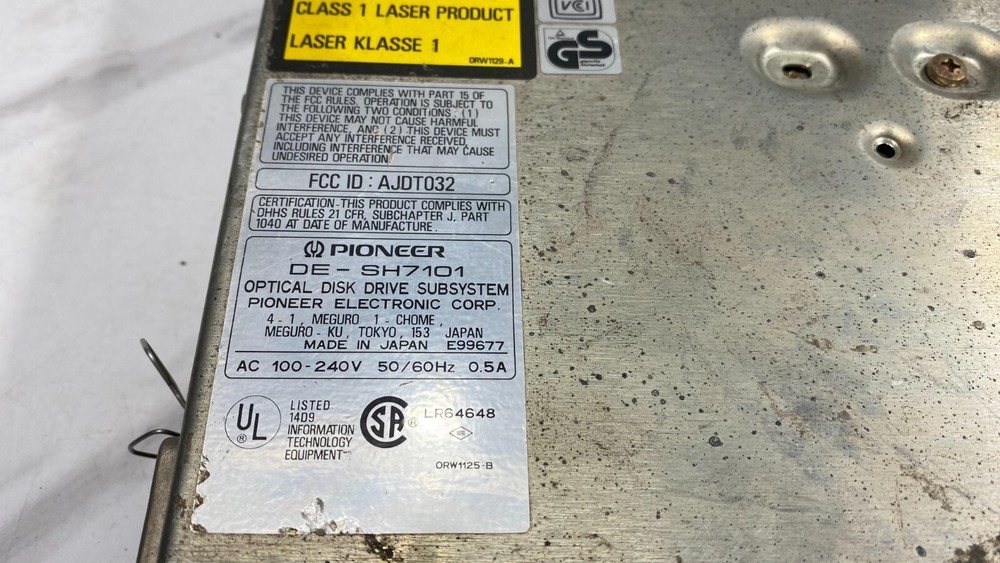 CLASS 1 LASER PRODUCT
LASER KLASSE 1
ORW1129-A
VCCI
GS
THIS DEVICE COMPLIES WITH PART 15 OF
THE FCC RULES. OPERATION IS SUBJECT TO
THE FOLLOWING TWO CONDITIONS : (1)
THIS DEVICE MAY NOT CAUSE HARMFUL
INTERFERENCE, AND (2) THIS DEVICE MUST
ACCEPT ANY INTERFERENCE RECEIVED,
INCLUDING INTERFERENCE THAT MAY CAUSE
UNDESIRED OPERATION
FCC ID : AJDT032
CERTIFICATION-THIS PRODUCT COMPLIES WITH
DHHS RULES 21 CFR, SUBCHAPTER J, PART
1040 AT DATE OF MANUFACTURE.
PIONEER
DE - SH7101
OPTICAL DISK DRIVE SUBSYSTEM
PIONEER ELECTRONIC CORP.
4 - 1, MEGURO 1 - CHOME,
MEGURO - KU, TOKYO, 153 JAPAN
MADE IN JAPAN E99677
AC 100-240V 50/60Hz 0.5A
UL ®
LISTED
14D9
INFORMATION
TECHNOLOGY
EQUIPMENT
CSA ®
LR64648
ORW1125-B